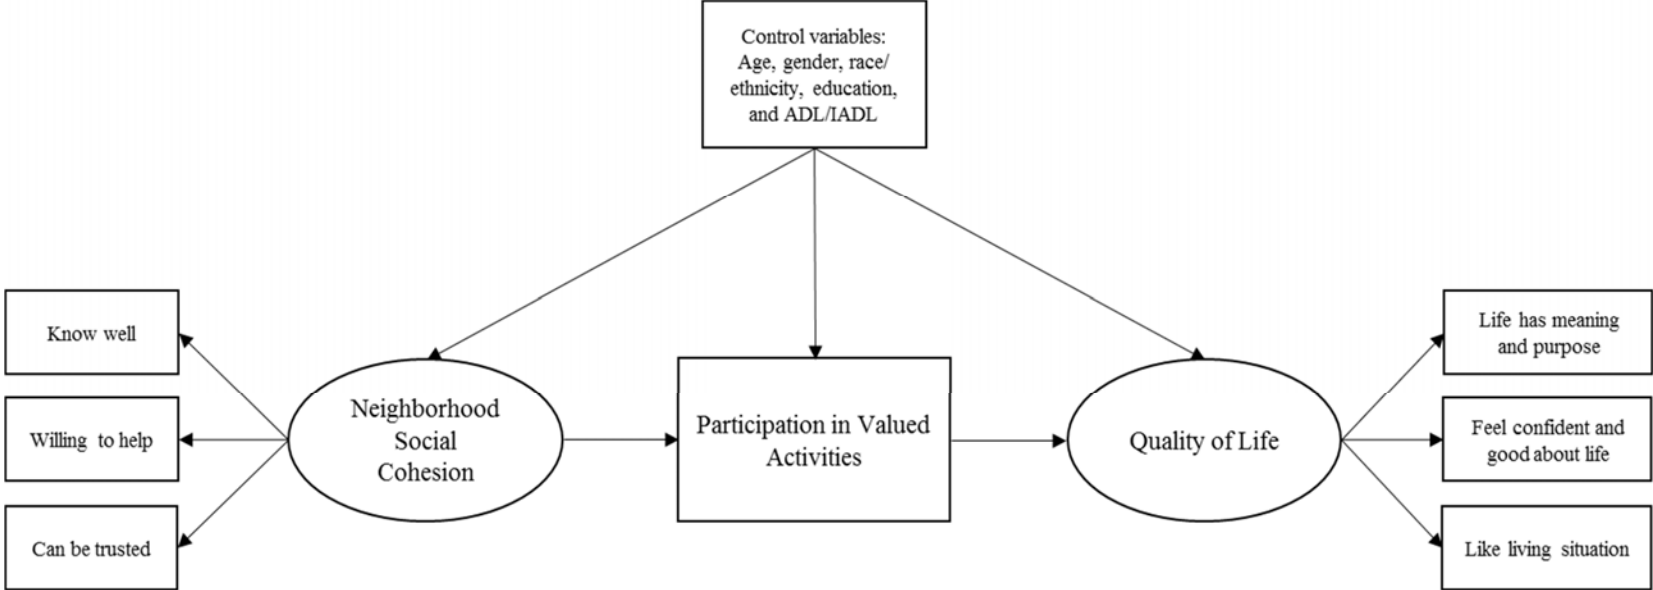 Control variables:
Age, gender, race/
ethnicity, education,
and ADL/IADL
Know well
Willing to help
Can be trusted
Neighborhood
Social
Cohesion
Participation in Valued
Activities
Quality of Life
Life has meaning
and purpose
Feel confident and
good about life
Like living situation